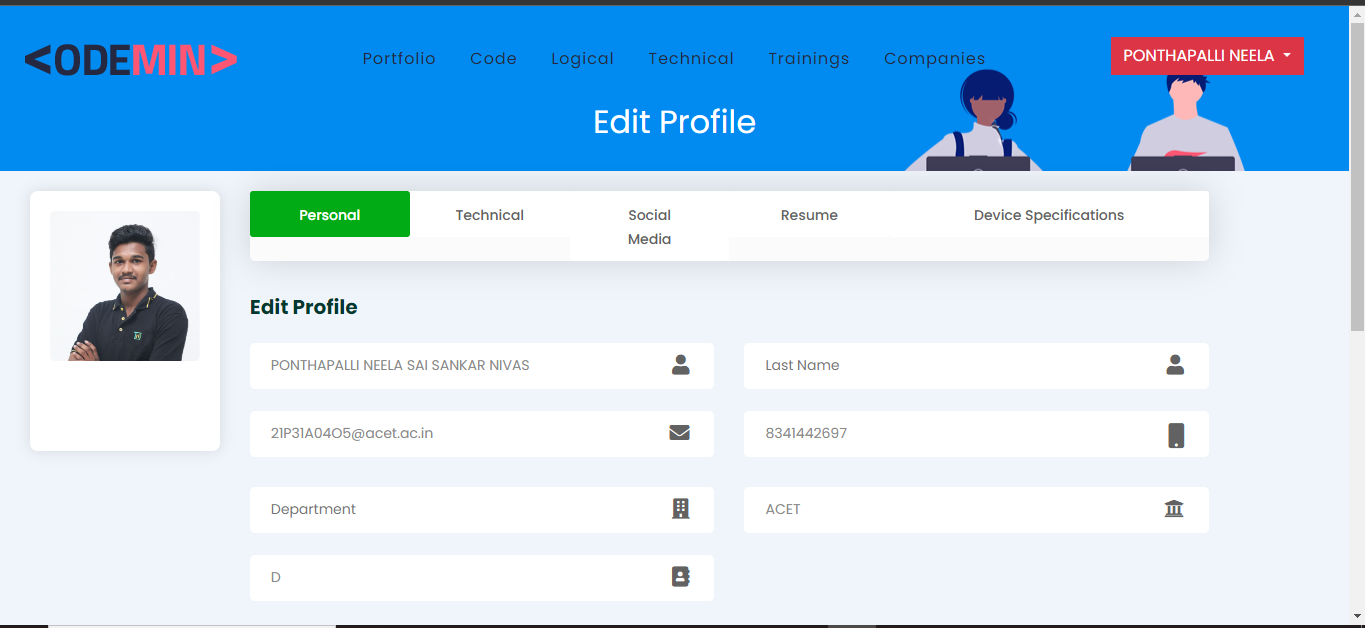 <ODEMIN>
Portfolio Code Logical Technical Trainings Companies
PONTHAPALLI NEELA
Edit Profile
Personal Technical Social Media Resume Device Specifications
Edit Profile
PONTHAPALLI NEELA SAI SANKAR NIVAS
Last Name
21P31A04O5@acet.ac.in
8341442697
Department
ACET
D